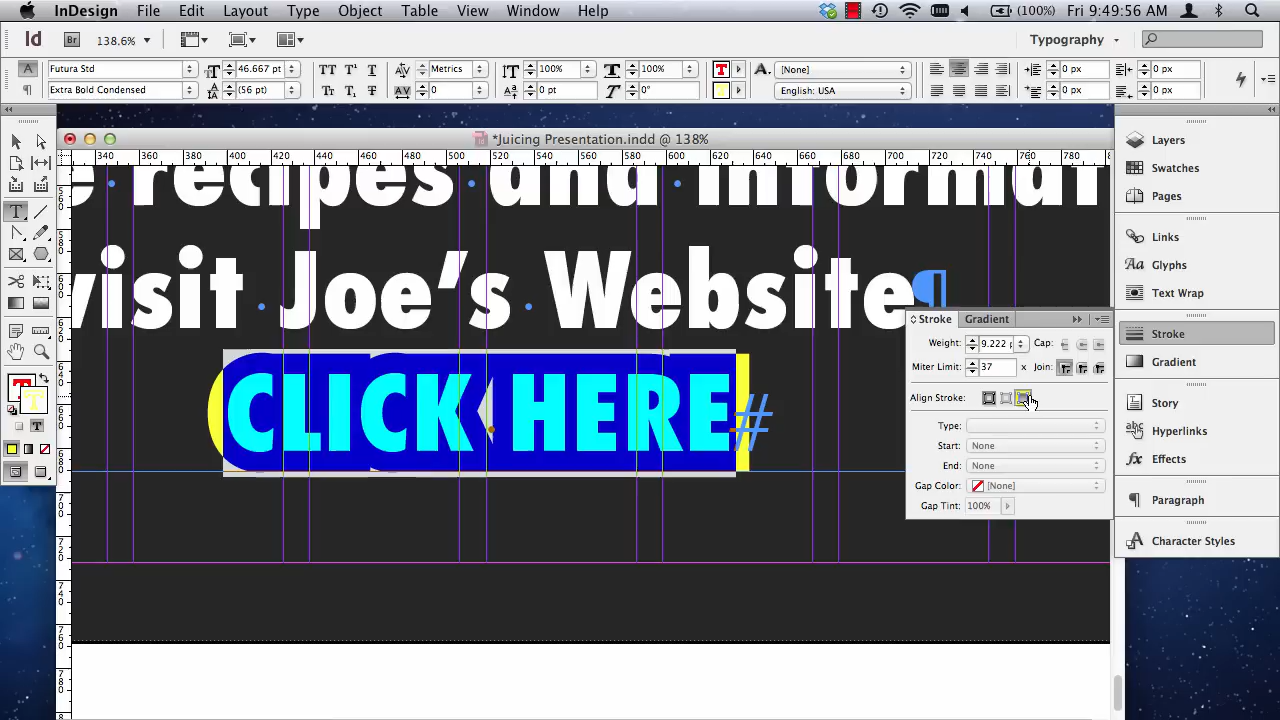 InDesign File Edit Layout Type Object Table View Window Help (100%) Fri 9:49:56 AM
Id Br 138.6% Typography
A Futura Std 46.667 pt TT T¹ T Metrics 100% 100% [None] 0 px 0 px
¶ Extra Bold Condensed (56 pt) Tr T₁ T 0 0 pt 0° English: USA 0 px 0 px
*Juicing Presentation.indd @ 138%
340 360 380 400 420 440 460 480 500 520 540 560 580 600 620 640 660 680 700 720 740 760 780
e recipes and informat
visit Joe's Website¶
CLICK HERE#
Stroke Gradient
Weight: 9.222 Cap:
Miter Limit: 37 x Join:
Align Stroke:
Type:
Start: None
End: None
Gap Color: [None]
Gap Tint: 100%
Layers
Swatches
Pages
Links
Glyphs
Text Wrap
Stroke
Gradient
Story
Hyperlinks
Effects
Paragraph
Character Styles